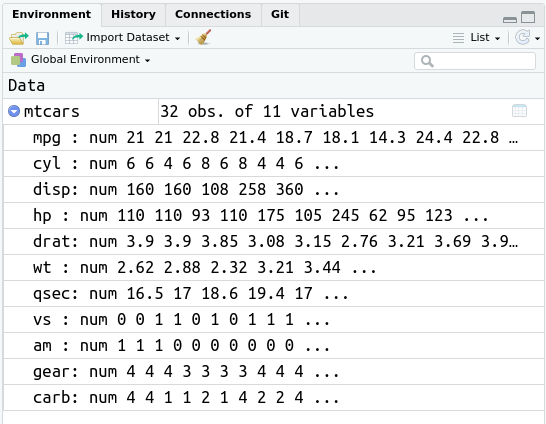 Environment History Connections Git
Import Dataset List
Global Environment
Data
mtcars 32 obs. of 11 variables
mpg : num 21 21 22.8 21.4 18.7 18.1 14.3 24.4 22.8 …
cyl : num 6 6 4 6 8 6 8 4 4 6 ...
disp: num 160 160 108 258 360 ...
hp : num 110 110 93 110 175 105 245 62 95 123 ...
drat: num 3.9 3.9 3.85 3.08 3.15 2.76 3.21 3.69 3.9…
wt : num 2.62 2.88 2.32 3.21 3.44 ...
qsec: num 16.5 17 18.6 19.4 17 ...
vs : num 0 0 1 1 0 1 0 1 1 1 ...
am : num 1 1 1 0 0 0 0 0 0 0 ...
gear: num 4 4 4 3 3 3 3 4 4 4 ...
carb: num 4 4 1 1 2 1 4 2 2 4 ...